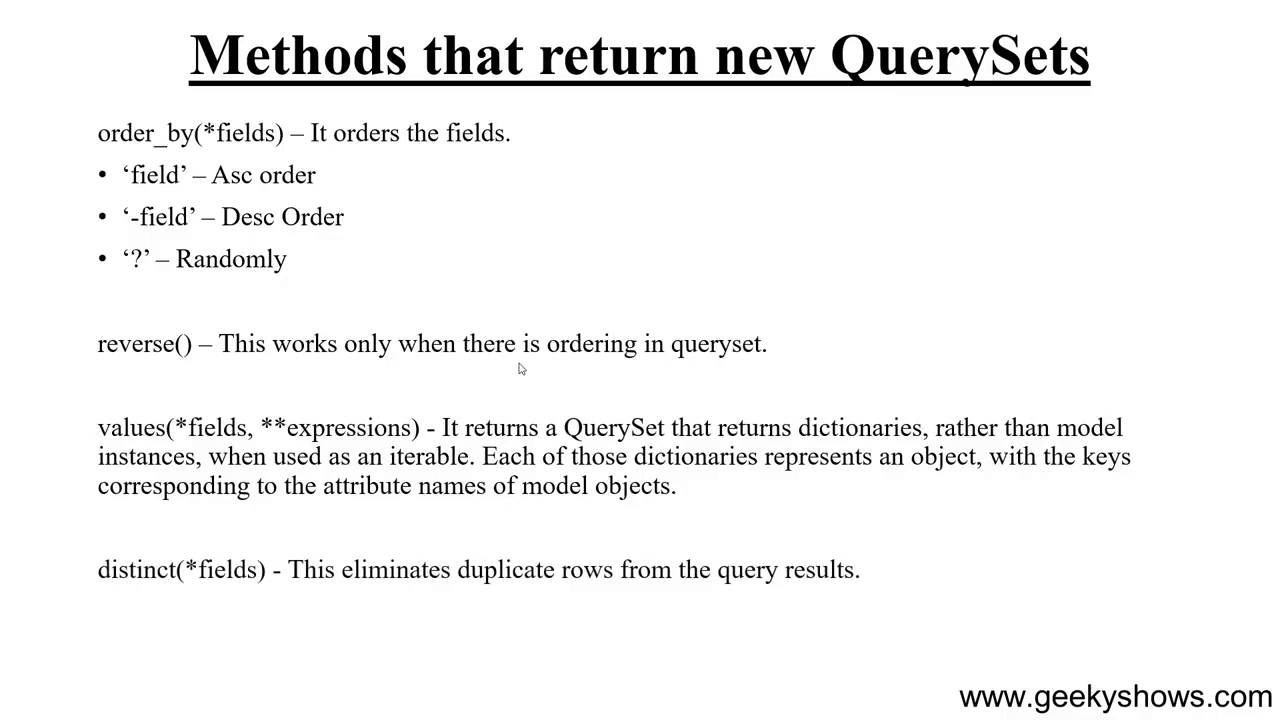 Methods that return new QuerySets
order_by(*fields) – It orders the fields.
• ‘field’ – Asc order
• ‘-field’ – Desc Order
• ‘?’ – Randomly
reverse() – This works only when there is ordering in queryset.
values(*fields, **expressions) - It returns a QuerySet that returns dictionaries, rather than model
instances, when used as an iterable. Each of those dictionaries represents an object, with the keys
corresponding to the attribute names of model objects.
distinct(*fields) - This eliminates duplicate rows from the query results.
www.geekyshows.com